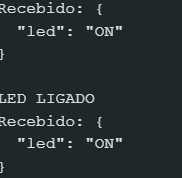 Recebido: {
  "led": "ON"
}

LED LIGADO
Recebido: {
  "led": "ON"
}